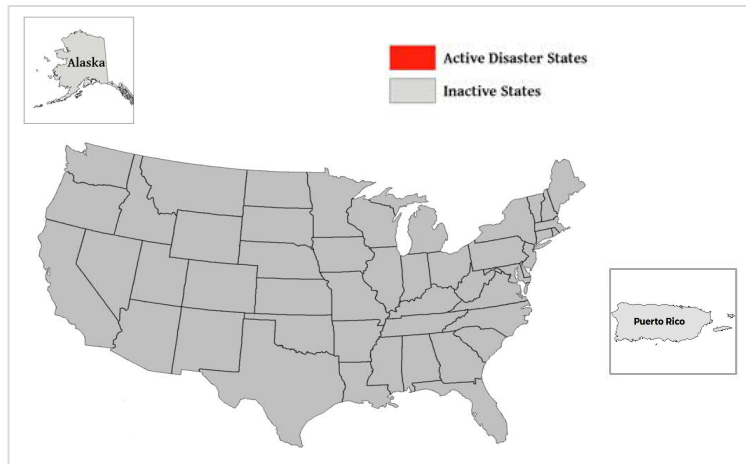 Alaska
Active Disaster States
Inactive States
Puerto Rico